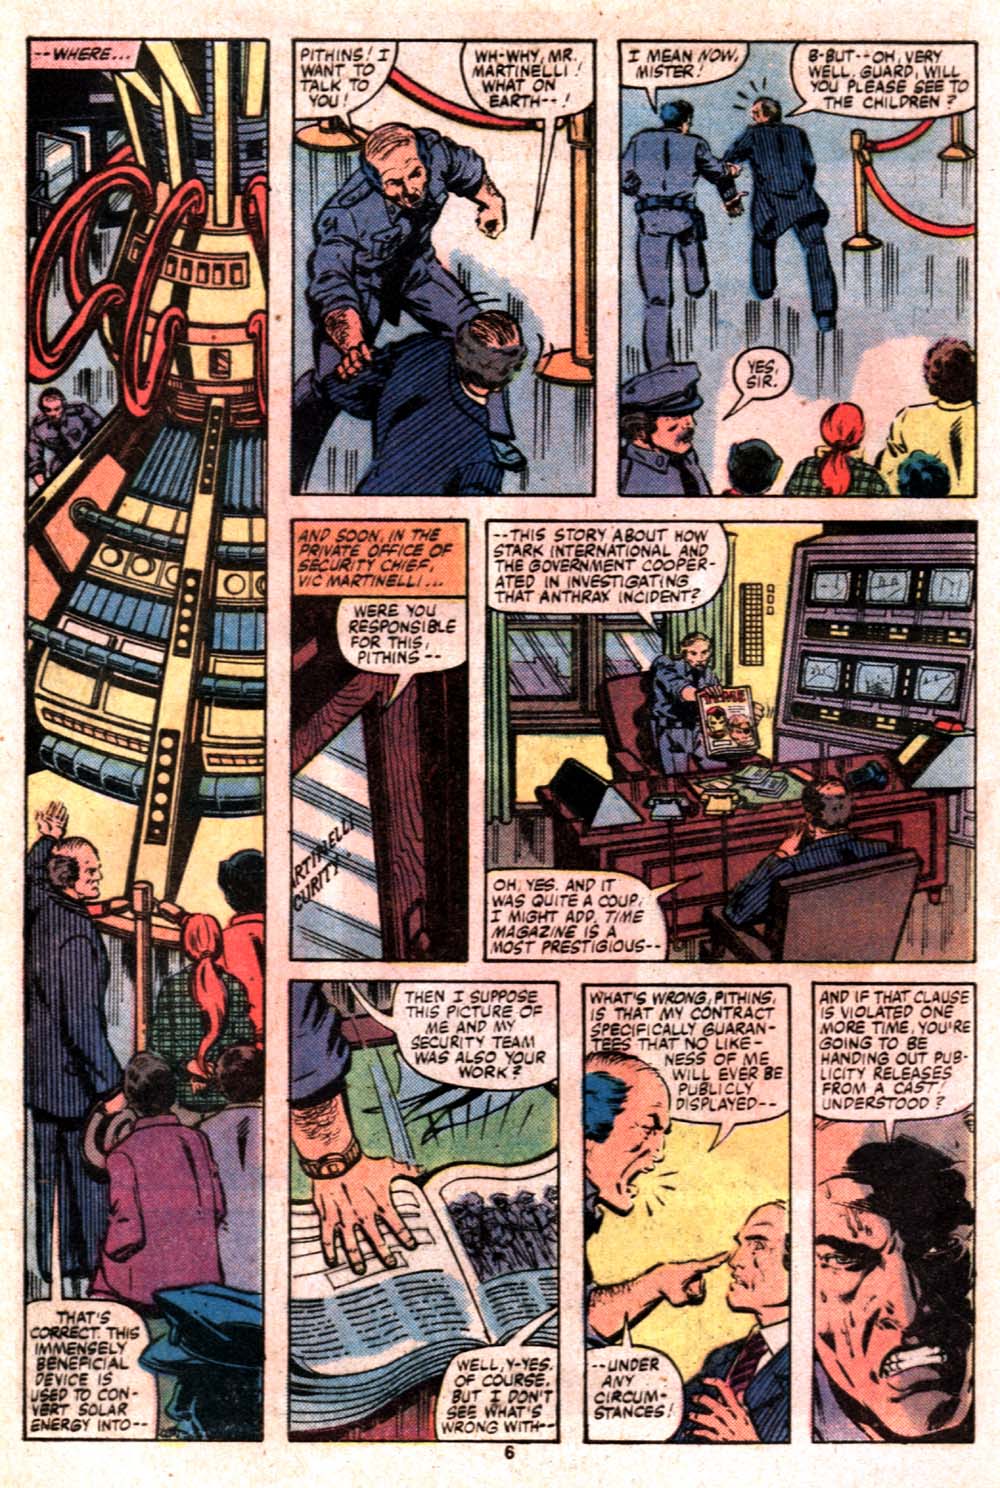 --WHERE...
THAT'S
CORRECT. THIS
IMMENSELY
BENEFICIAL
DEVICE IS
USED TO CON-
VERT SOLAR
ENERGY INTO--
PITHINS! I
WANT TO
TALK TO
YOU!
WH-WHY, MR.
MARTINELLI!
WHAT ON
EARTH--!
I MEAN NOW,
MISTER!
B-BUT--OH, VERY
WELL. GUARD, WILL
YOU PLEASE SEE TO
THE CHILDREN?
YES,
SIR.
AND SOON, IN THE
PRIVATE OFFICE OF
SECURITY CHIEF,
VIC MARTINELLI...
WERE YOU
RESPONSIBLE
FOR THIS,
PITHINS--
ARTINELLI
CURITY
--THIS STORY ABOUT HOW
STARK INTERNATIONAL AND
THE GOVERNMENT COOPER-
ATED IN INVESTIGATING
THAT ANTHRAX INCIDENT?
OH, YES. AND IT
WAS QUITE A COUP,
I MIGHT ADD. TIME
MAGAZINE IS A
MOST PRESTIGIOUS--
THEN I SUPPOSE
THIS PICTURE OF
ME AND MY
SECURITY TEAM
WAS ALSO YOUR
WORK?
WELL, Y-YES.
OF COURSE.
BUT I DON'T
SEE WHAT'S
WRONG WITH--
WHAT'S WRONG, PITHINS,
IS THAT MY CONTRACT
SPECIFICALLY GUARAN-
TEES THAT NO LIKE-
NESS OF ME
WILL EVER BE
PUBLICLY
DISPLAYED--
--UNDER
ANY
CIRCUM-
STANCES!
AND IF THAT CLAUSE
IS VIOLATED ONE
MORE TIME, YOU'RE
GOING TO BE
HANDING OUT PUB-
LICITY RELEASES
FROM A CAST!
UNDERSTOOD?
6